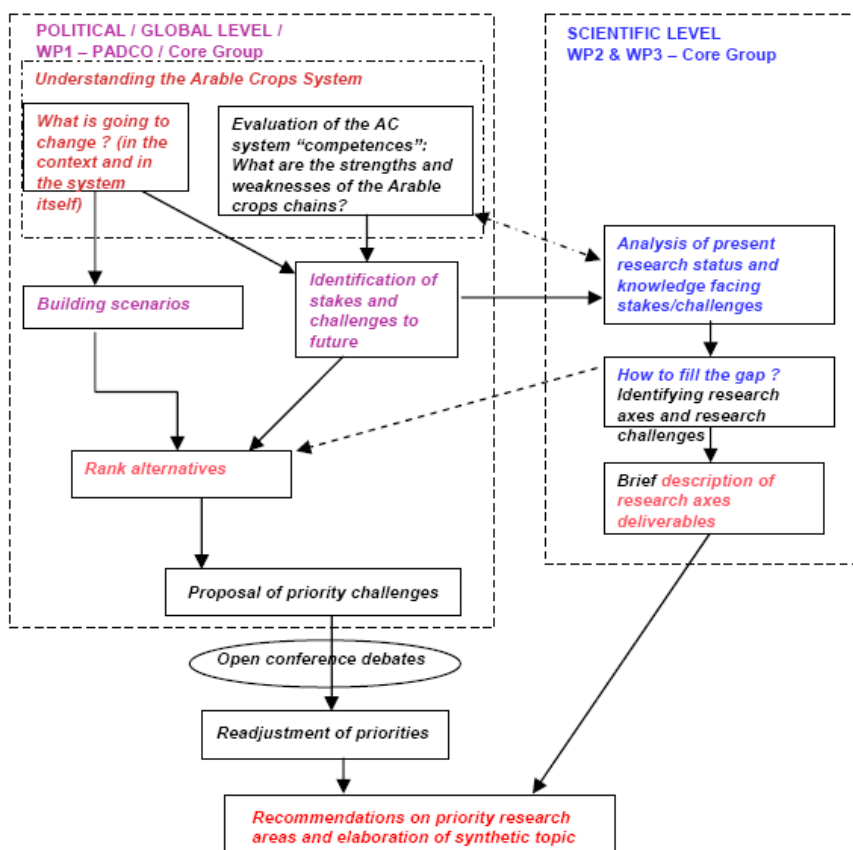 POLITICAL / GLOBAL LEVEL /
WP1 – PADCO / Core Group
Understanding the Arable Crops System
What is going to
change ? (in the
context and in
the system
itself)
Evaluation of the AC
system “competences”:
What are the strengths and
weaknesses of the Arable
crops chains?
Building scenarios
Identification of
stakes and
challenges to
future
Rank alternatives
Proposal of priority challenges
Open conference debates
Readjustment of priorities
SCIENTIFIC LEVEL
WP2 & WP3 – Core Group
Analysis of present
research status and
knowledge facing
stakes/challenges
How to fill the gap ?
Identifying research
axes and research
challenges
Brief description of
research axes
deliverables
Recommendations on priority research
areas and elaboration of synthetic topic